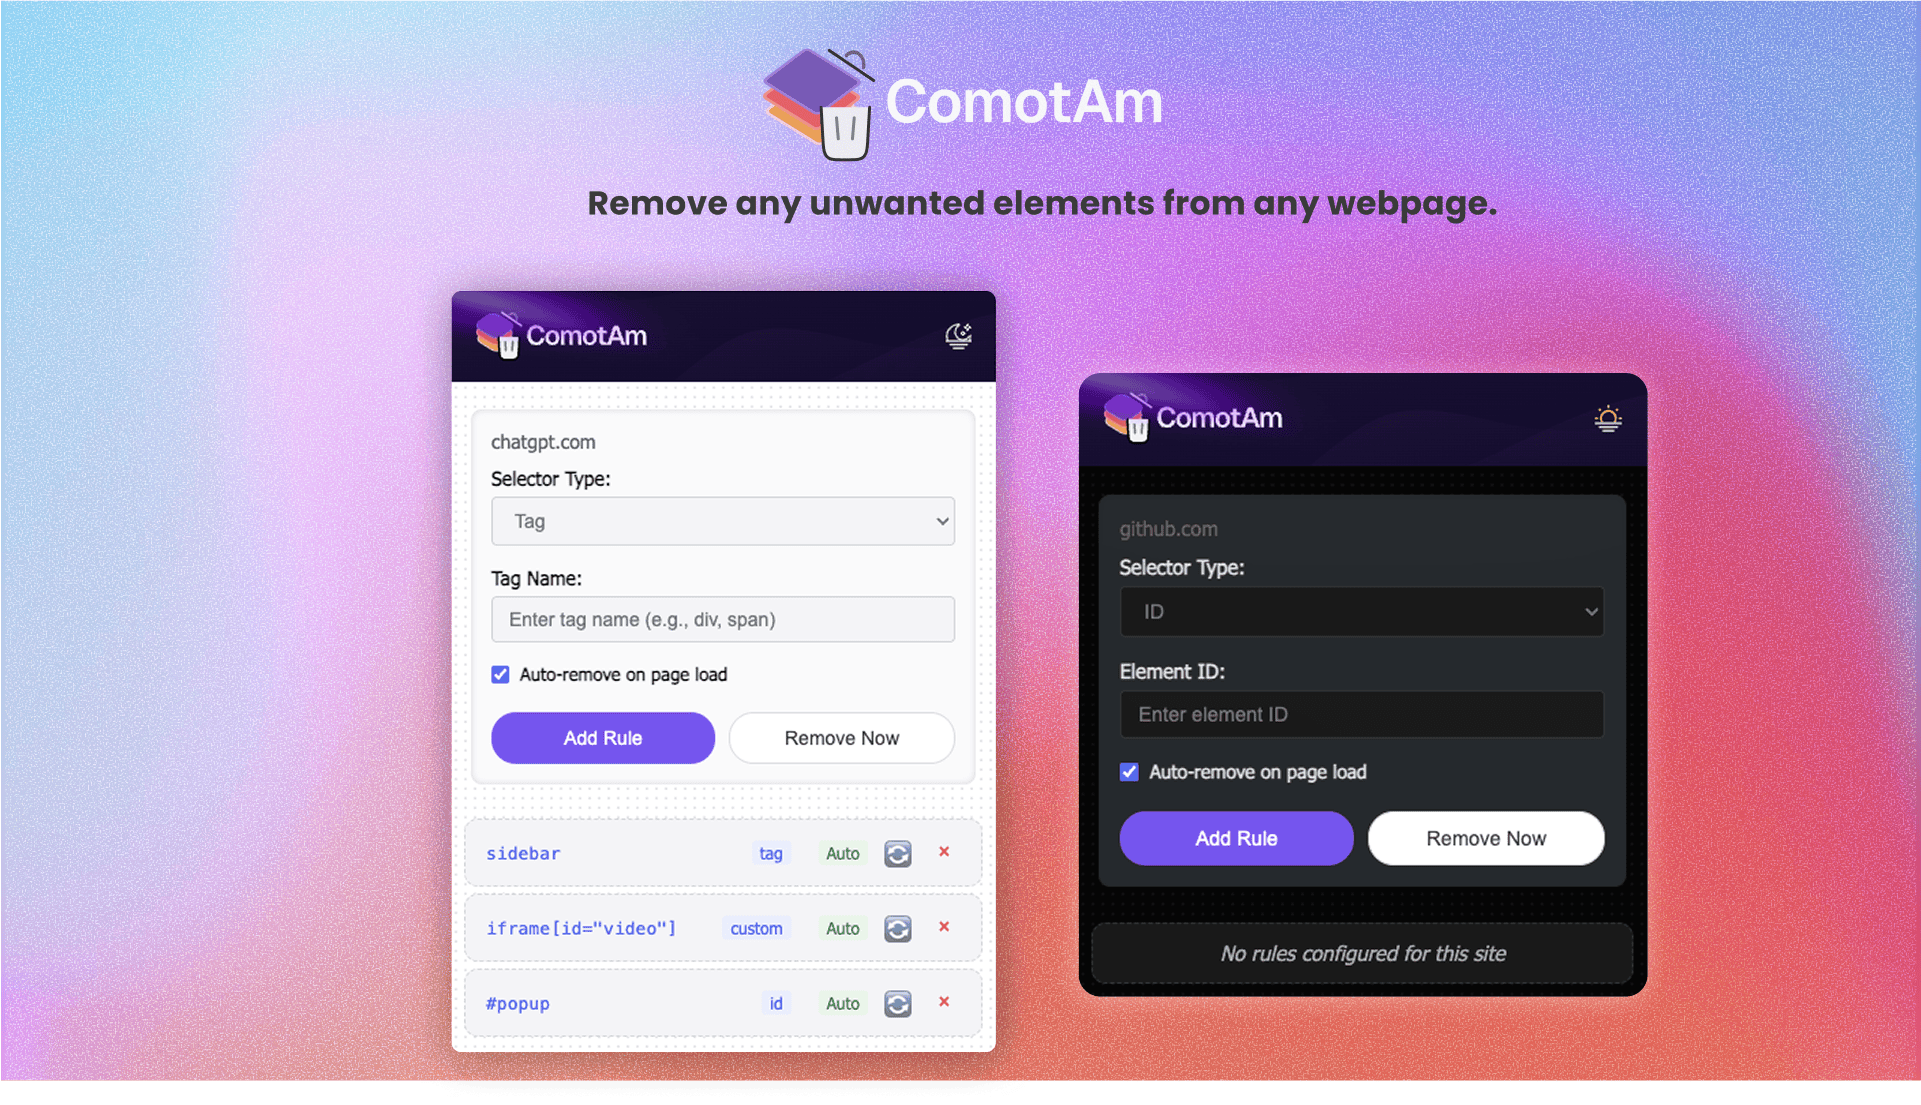 ComotAm
Remove any unwanted elements from any webpage.
ComotAm
chatgpt.com
Selector Type:
Tag
Tag Name:
Enter tag name (e.g., div, span)
Auto-remove on page load
Add Rule Remove Now
sidebar tag Auto ×
iframe[id="video"] custom Auto ×
#popup id Auto ×
ComotAm
github.com
Selector Type:
ID
Element ID:
Enter element ID
Auto-remove on page load
Add Rule Remove Now
No rules configured for this site